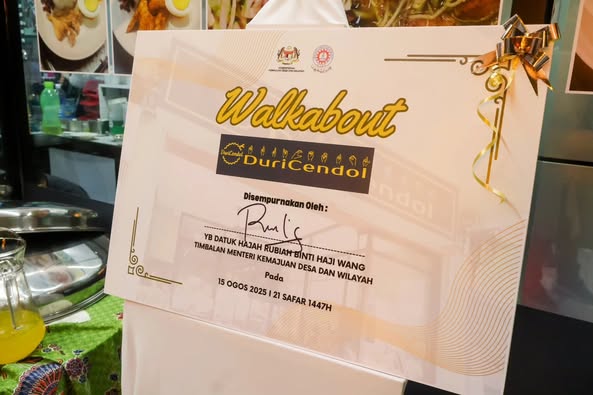 Walkabout
DuriCendol
DuriCendol
Disempurnakan Oleh :
YB DATUK HAJAH RUBIAH BINTI HAJI WANG
TIMBALAN MENTERI KEMAJUAN DESA DAN WILAYAH
Pada
15 OGOS 2025 | 21 SAFAR 1447H